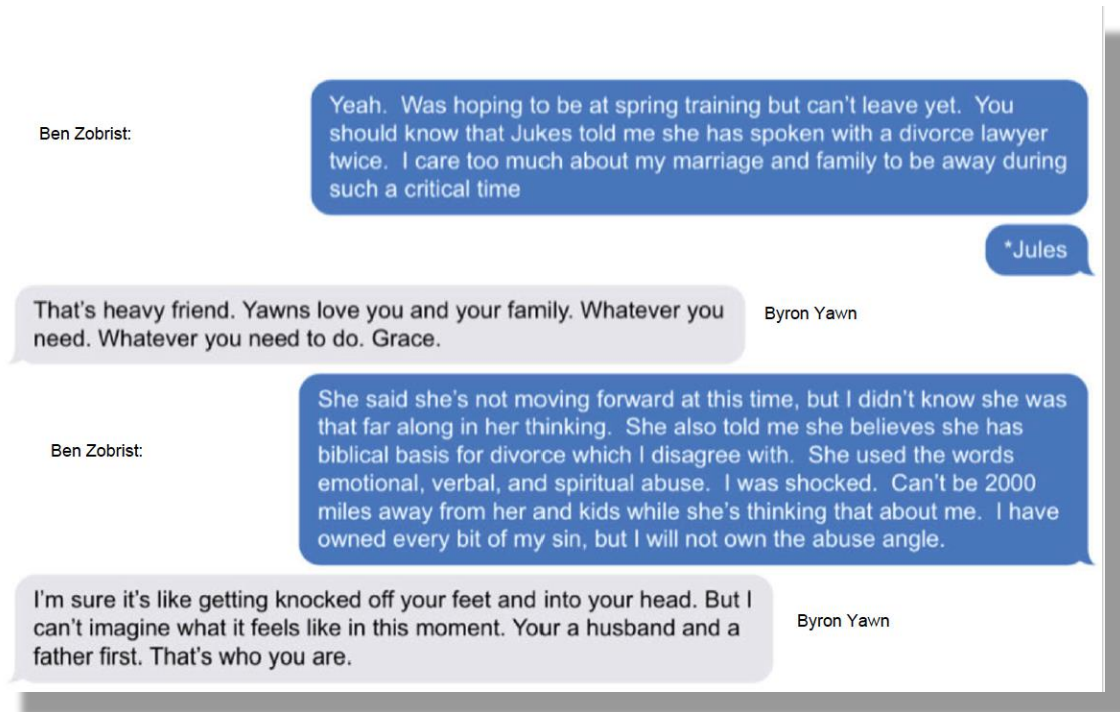 Ben Zobrist:
Yeah.  Was hoping to be at spring training but can't leave yet.  You
should know that Jukes told me she has spoken with a divorce lawyer
twice.  I care too much about my marriage and family to be away during
such a critical time
*Jules
That's heavy friend. Yawns love you and your family. Whatever you
need. Whatever you need to do. Grace.
Byron Yawn
Ben Zobrist:
She said she's not moving forward at this time, but I didn't know she was
that far along in her thinking.  She also told me she believes she has
biblical basis for divorce which I disagree with.  She used the words
emotional, verbal, and spiritual abuse.  I was shocked.  Can't be 2000
miles away from her and kids while she's thinking that about me.  I have
owned every bit of my sin, but I will not own the abuse angle.
I'm sure it's like getting knocked off your feet and into your head. But I
can't imagine what it feels like in this moment. Your a husband and a
father first. That's who you are.
Byron Yawn